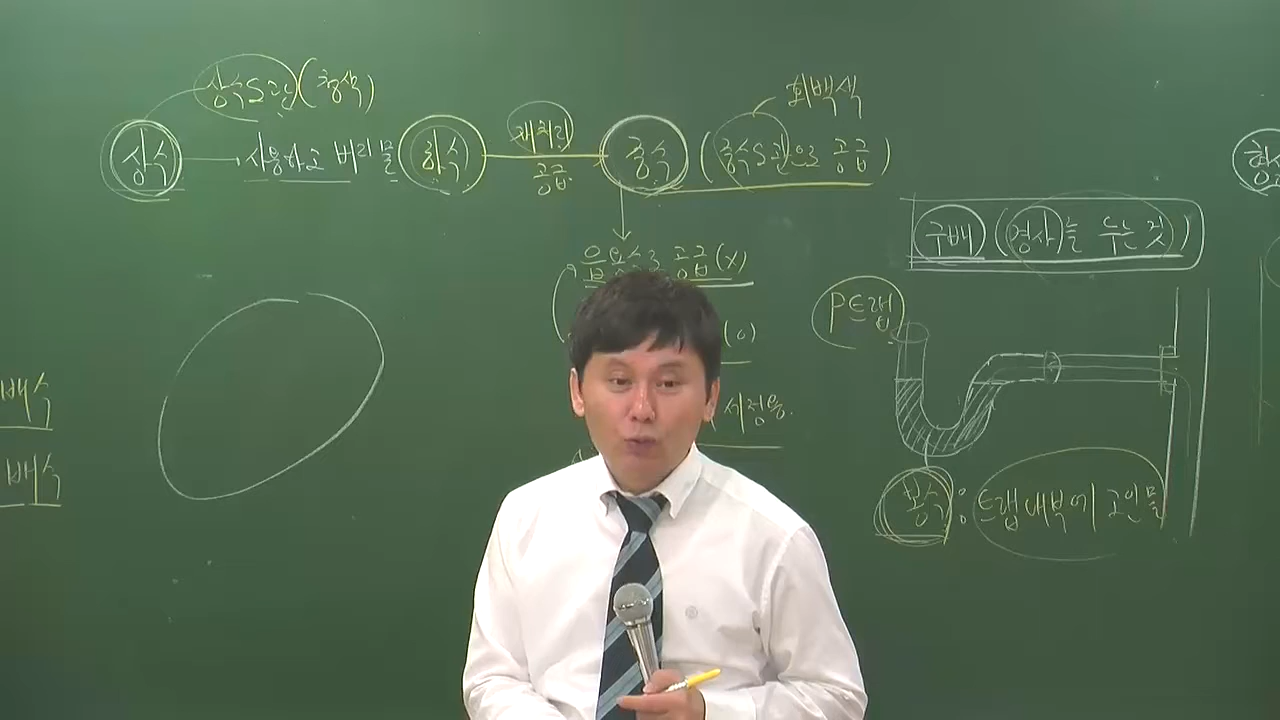 상수도관(청색)
회백색
상수 → 사용하고 버리는 물 하수
재처리
공급
중수 (중수도관으로 공급)
음용수로 공급(X)
(O)
세정용.
구배 (경사를 두는 것)
P트랩
봉수 : 트랩 내부에 고인 물
배수
배수